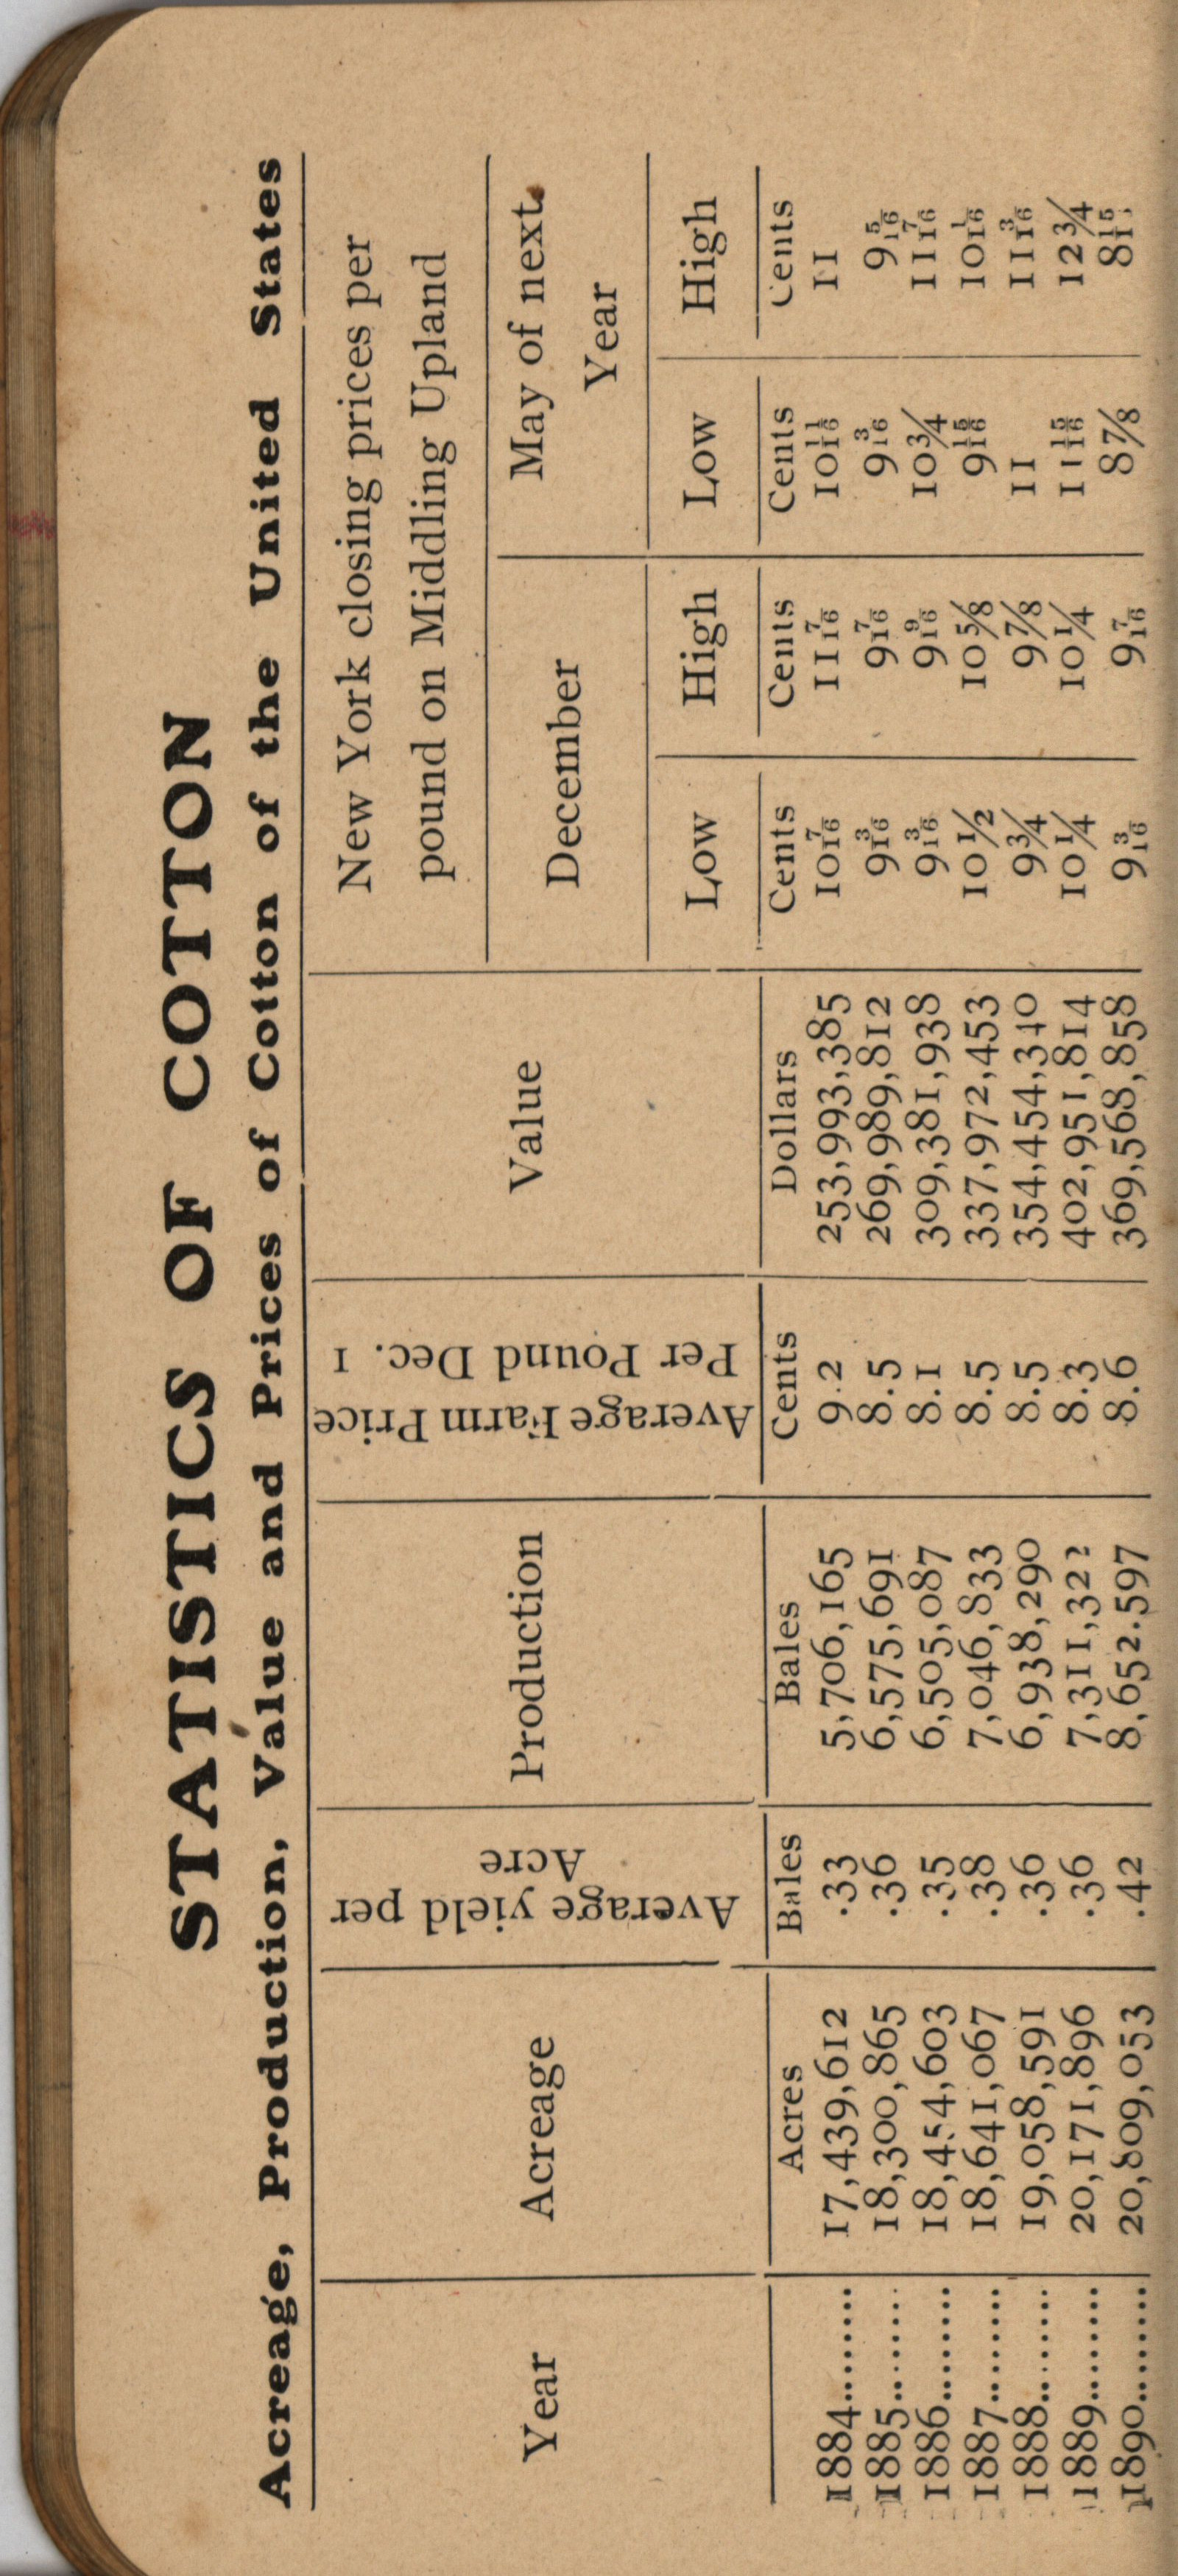 STATISTICS OF COTTON
Acreage, Production, Value and Prices of Cotton of the United States
Year
Acreage
Average yield per
Acre
Production
Average Farm Price
Per Pound Dec. 1
Value
New York closing prices per
pound on Middling Upland
December
May of next
Year
Low High Low High
Acres Bales Bales Cents Dollars Cents Cents Cents Cents
1884........ 17,439,612 .33 5,706,165 9.2 253,993,385 10 7/16 11 7/16 10 11/16 11
1885........ 18,300,865 .36 6,575,691 8.5 269,989,812 9 3/16 9 7/16 9 3/16 9 5/16
1886........ 18,454,603 .35 6,505,087 8.1 309,381,938 9 3/16 9 9/16 10 3/4 11 7/16
1887........ 18,641,067 .38 7,046,833 8.5 337,972,453 10 1/2 10 5/8 9 15/16 10 1/16
1888........ 19,058,591 .36 6,938,290 8.5 354,454,340 9 3/4 9 7/8 11 11 3/16
1889........ 20,171,896 .36 7,311,322 8.3 402,951,814 10 1/4 10 1/4 11 15/16 12 3/4
1890........ 20,809,053 .42 8,652.597 8.6 369,568,858 9 3/16 9 7/16 8 7/8